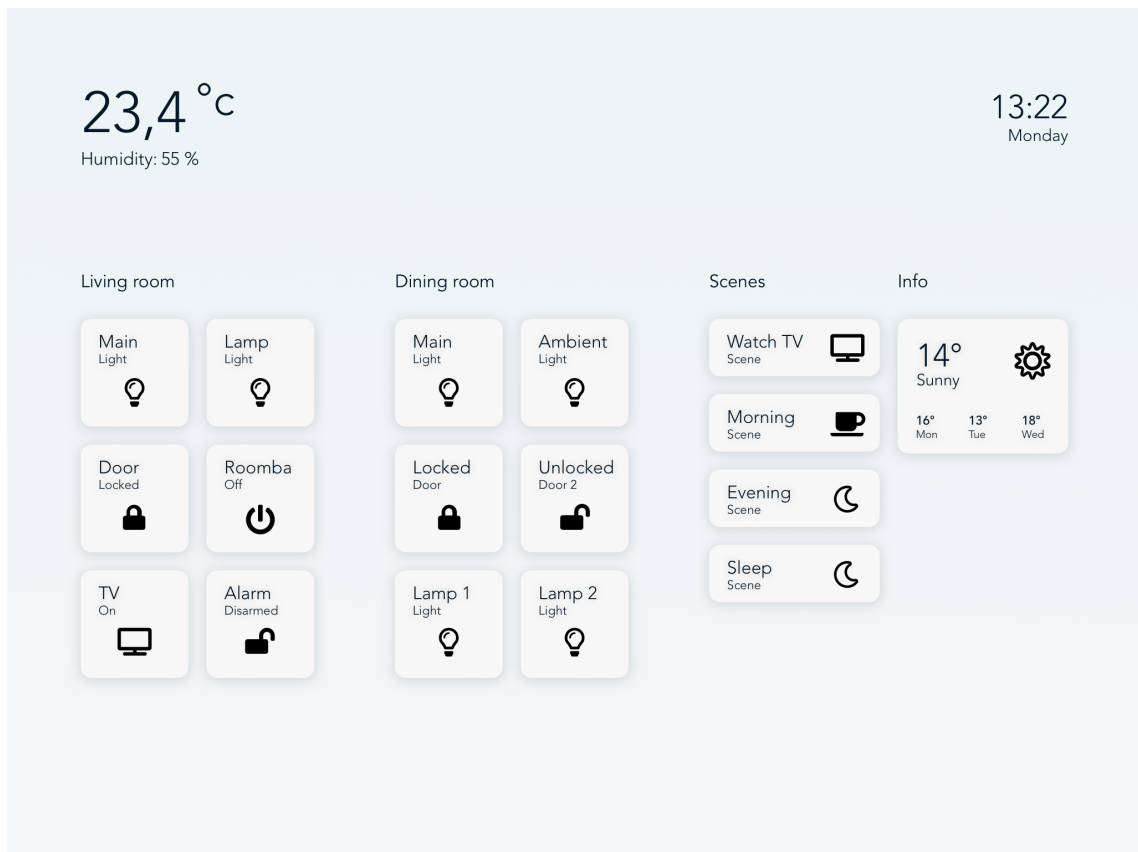 23,4 °C
Humidity: 55 %
13:22
Monday
Living room
Main
Light
Lamp
Light
Door
Locked
Roomba
Off
TV
On
Alarm
Disarmed
Dining room
Main
Light
Ambient
Light
Locked
Door
Unlocked
Door 2
Lamp 1
Light
Lamp 2
Light
Scenes
Watch TV
Scene
Morning
Scene
Evening
Scene
Sleep
Scene
Info
14°
Sunny
16° 13° 18°
Mon Tue Wed